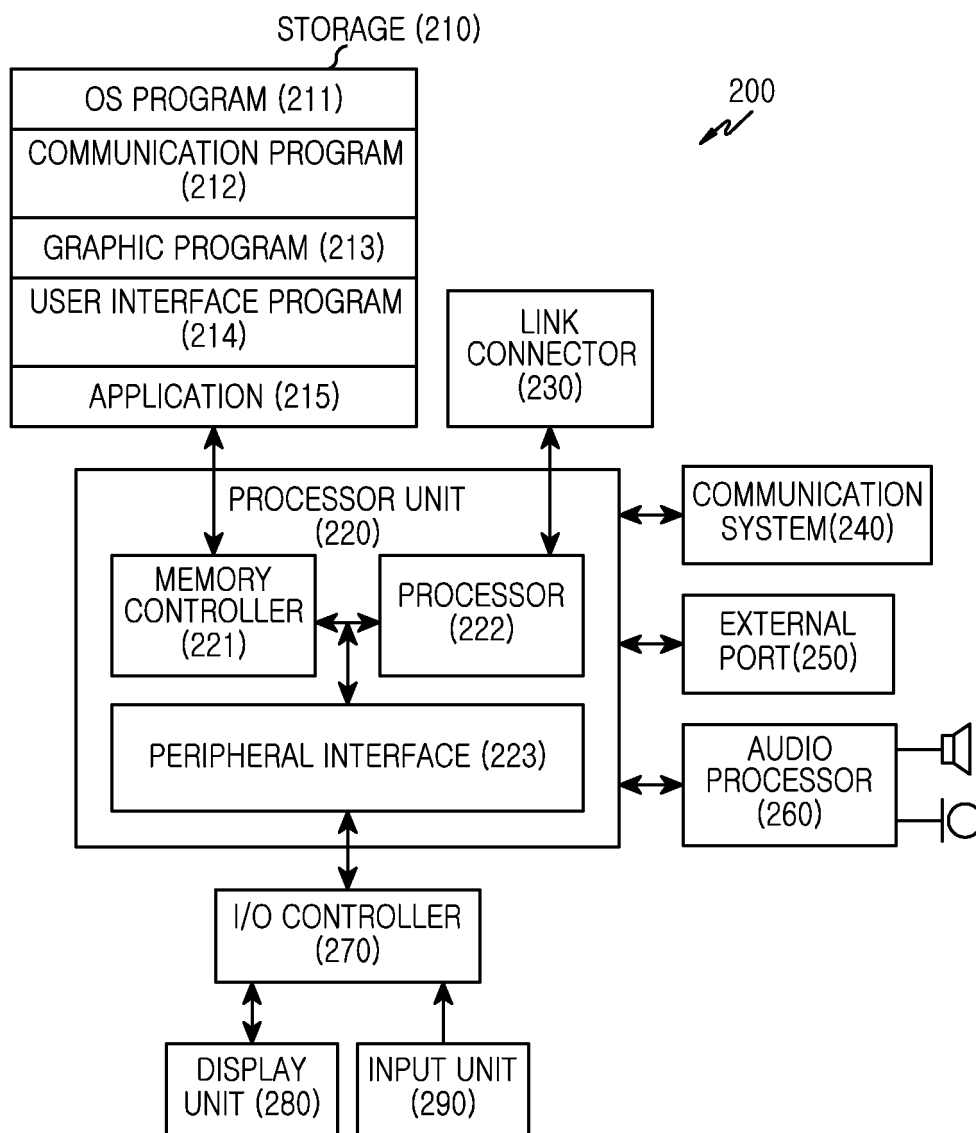 STORAGE (210)
200
OS PROGRAM (211)
COMMUNICATION PROGRAM
(212)
GRAPHIC PROGRAM (213)
USER INTERFACE PROGRAM
(214)
APPLICATION (215)
LINK
CONNECTOR
(230)
PROCESSOR UNIT
(220)
MEMORY
CONTROLLER
(221)
PROCESSOR
(222)
PERIPHERAL INTERFACE (223)
COMMUNICATION
SYSTEM(240)
EXTERNAL
PORT(250)
AUDIO
PROCESSOR
(260)
I/O CONTROLLER
(270)
DISPLAY
UNIT (280)
INPUT UNIT
(290)